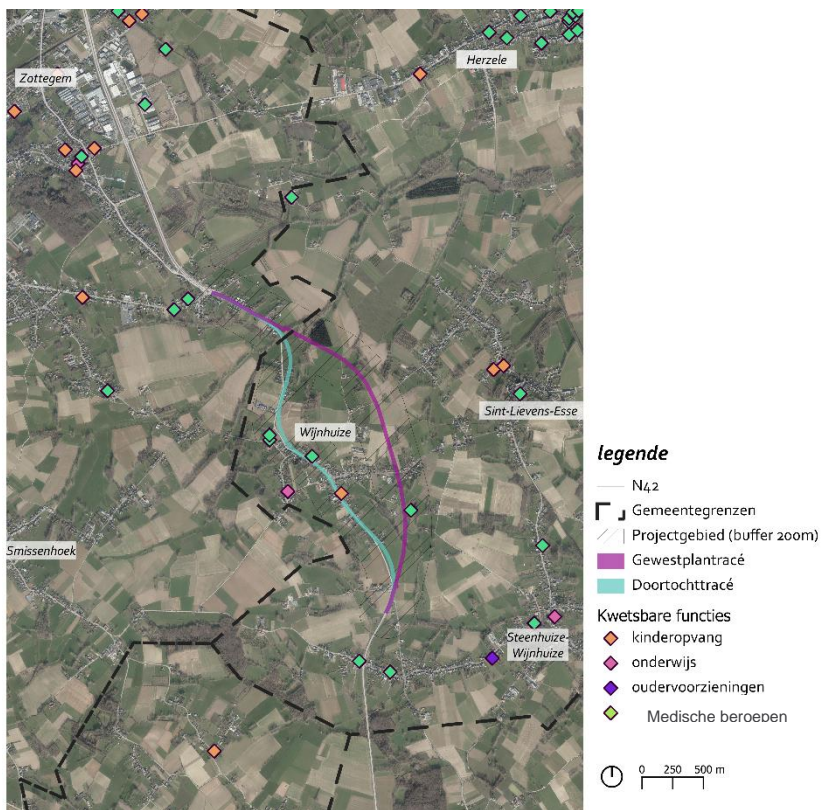 Zottegem
Herzele
Sint-Lievens-Esse
Wijnhuize
Smissenhoek
Steenhuize-
Wijnhuize
legende
N42
Gemeentegrenzen
Projectgebied (buffer 200m)
Gewestplantracé
Doortochttracé
Kwetsbare functies
kinderopvang
onderwijs
oudervoorzieningen
Medische beroepen
0 250 500 m